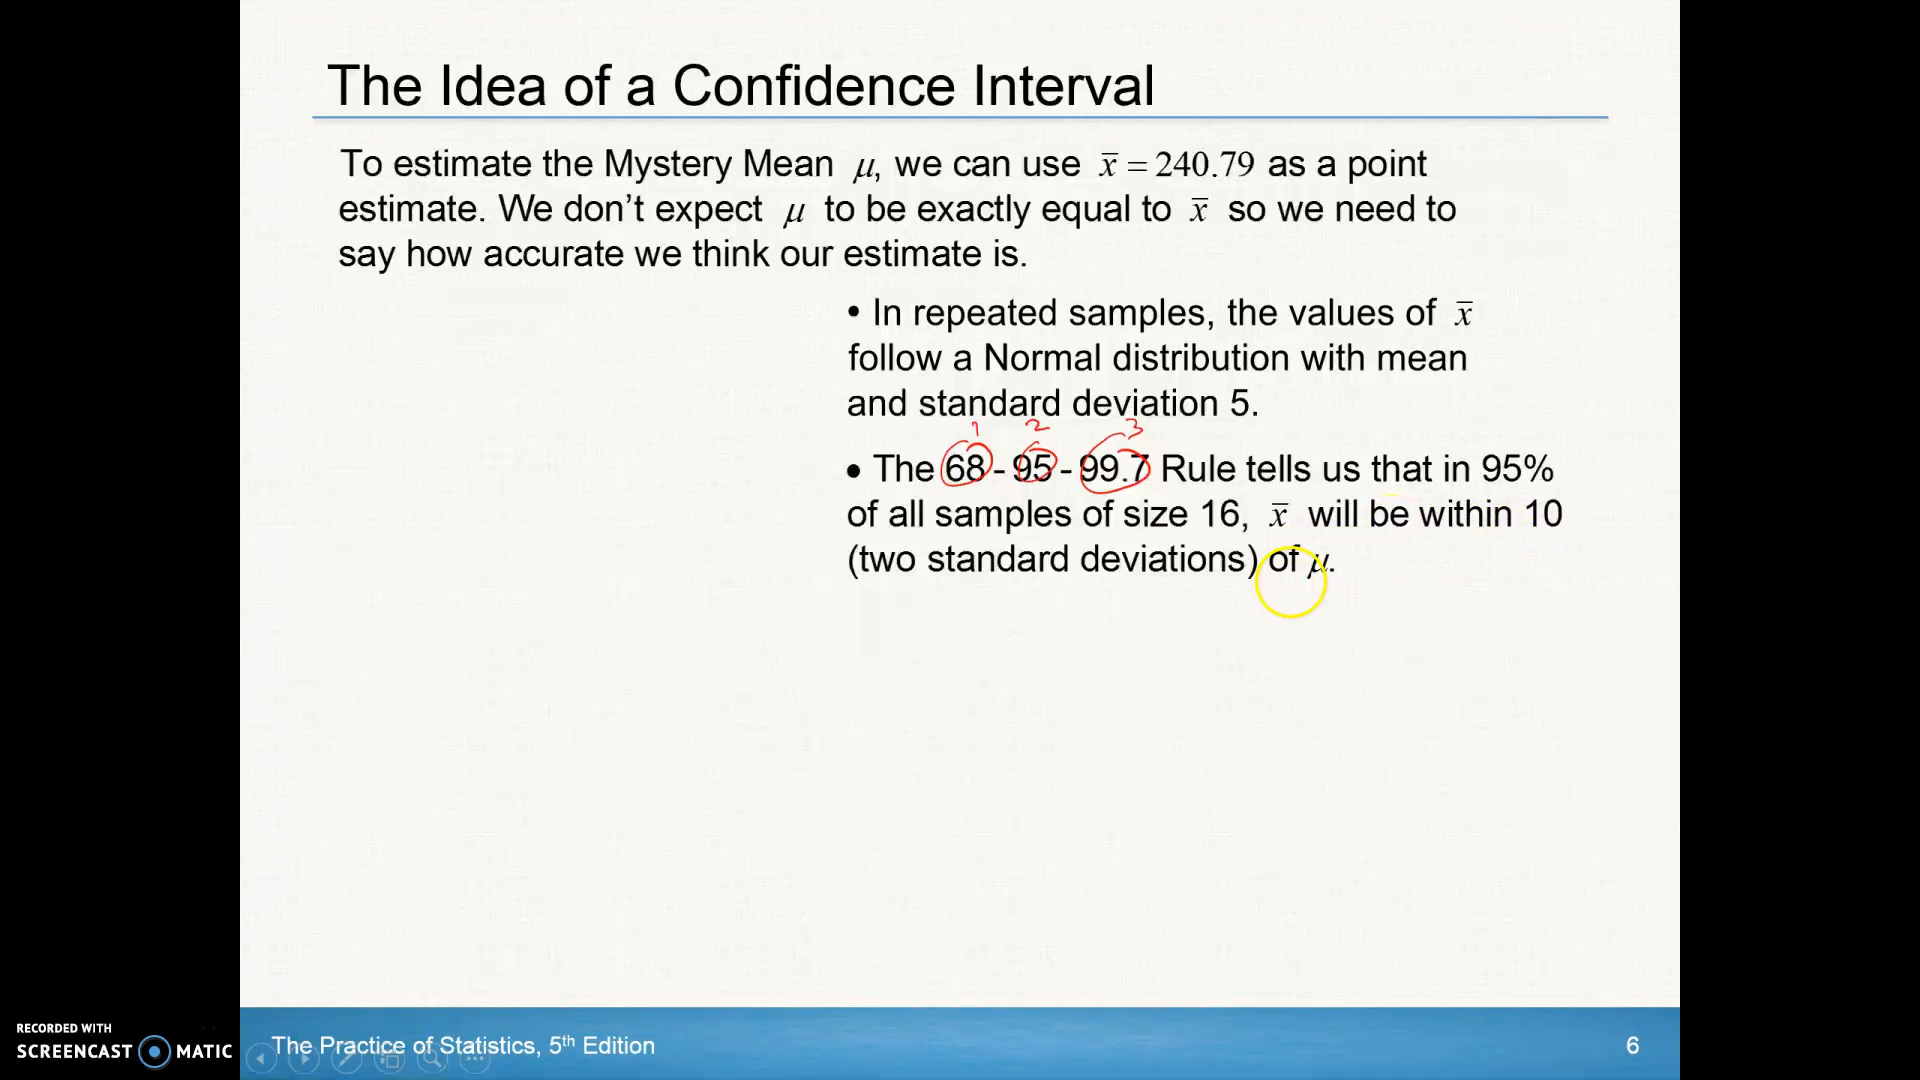 The Idea of a Confidence Interval
To estimate the Mystery Mean μ, we can use x̄ = 240.79 as a point
estimate. We don’t expect μ to be exactly equal to x̄ so we need to
say how accurate we think our estimate is.
• In repeated samples, the values of x̄
follow a Normal distribution with mean
and standard deviation 5.
1 2 3
• The 68 - 95 - 99.7 Rule tells us that in 95%
of all samples of size 16, x̄ will be within 10
(two standard deviations) of μ.
RECORDED WITH
SCREENCAST MATIC
The Practice of Statistics, 5th Edition
6